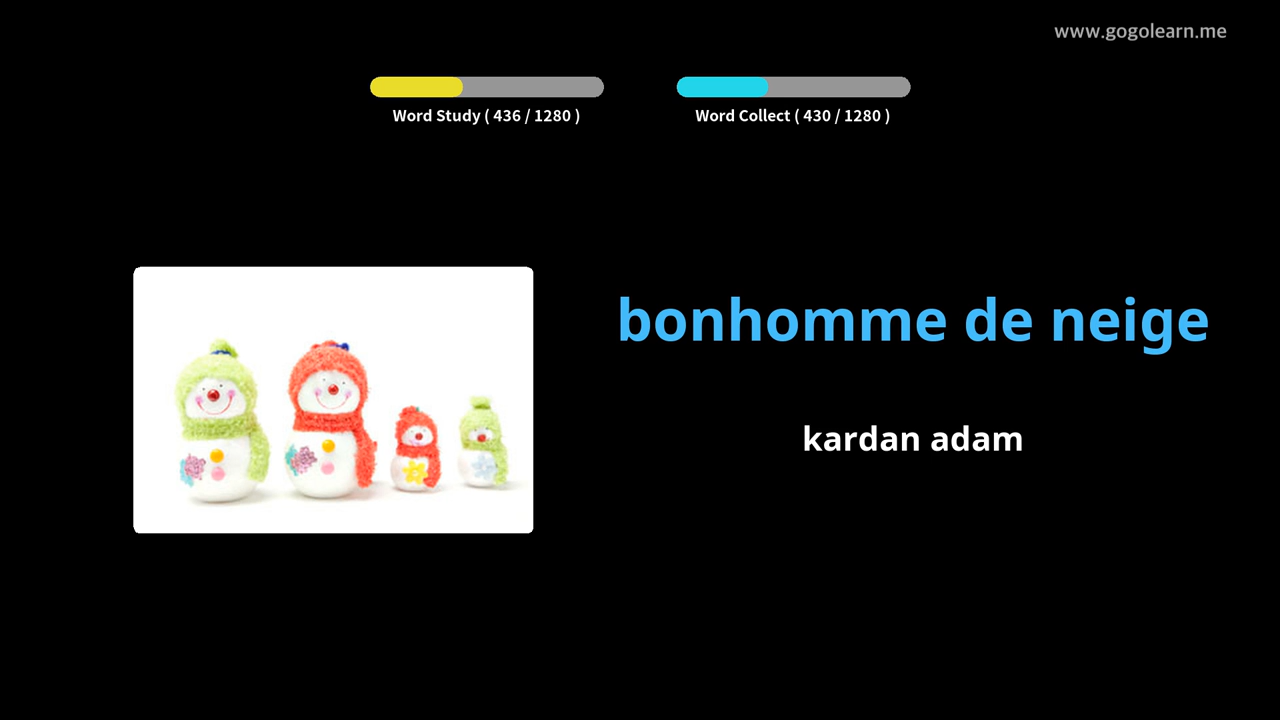 www.gogolearn.me
Word Study ( 436 / 1280 )
Word Collect ( 430 / 1280 )
bonhomme de neige
kardan adam